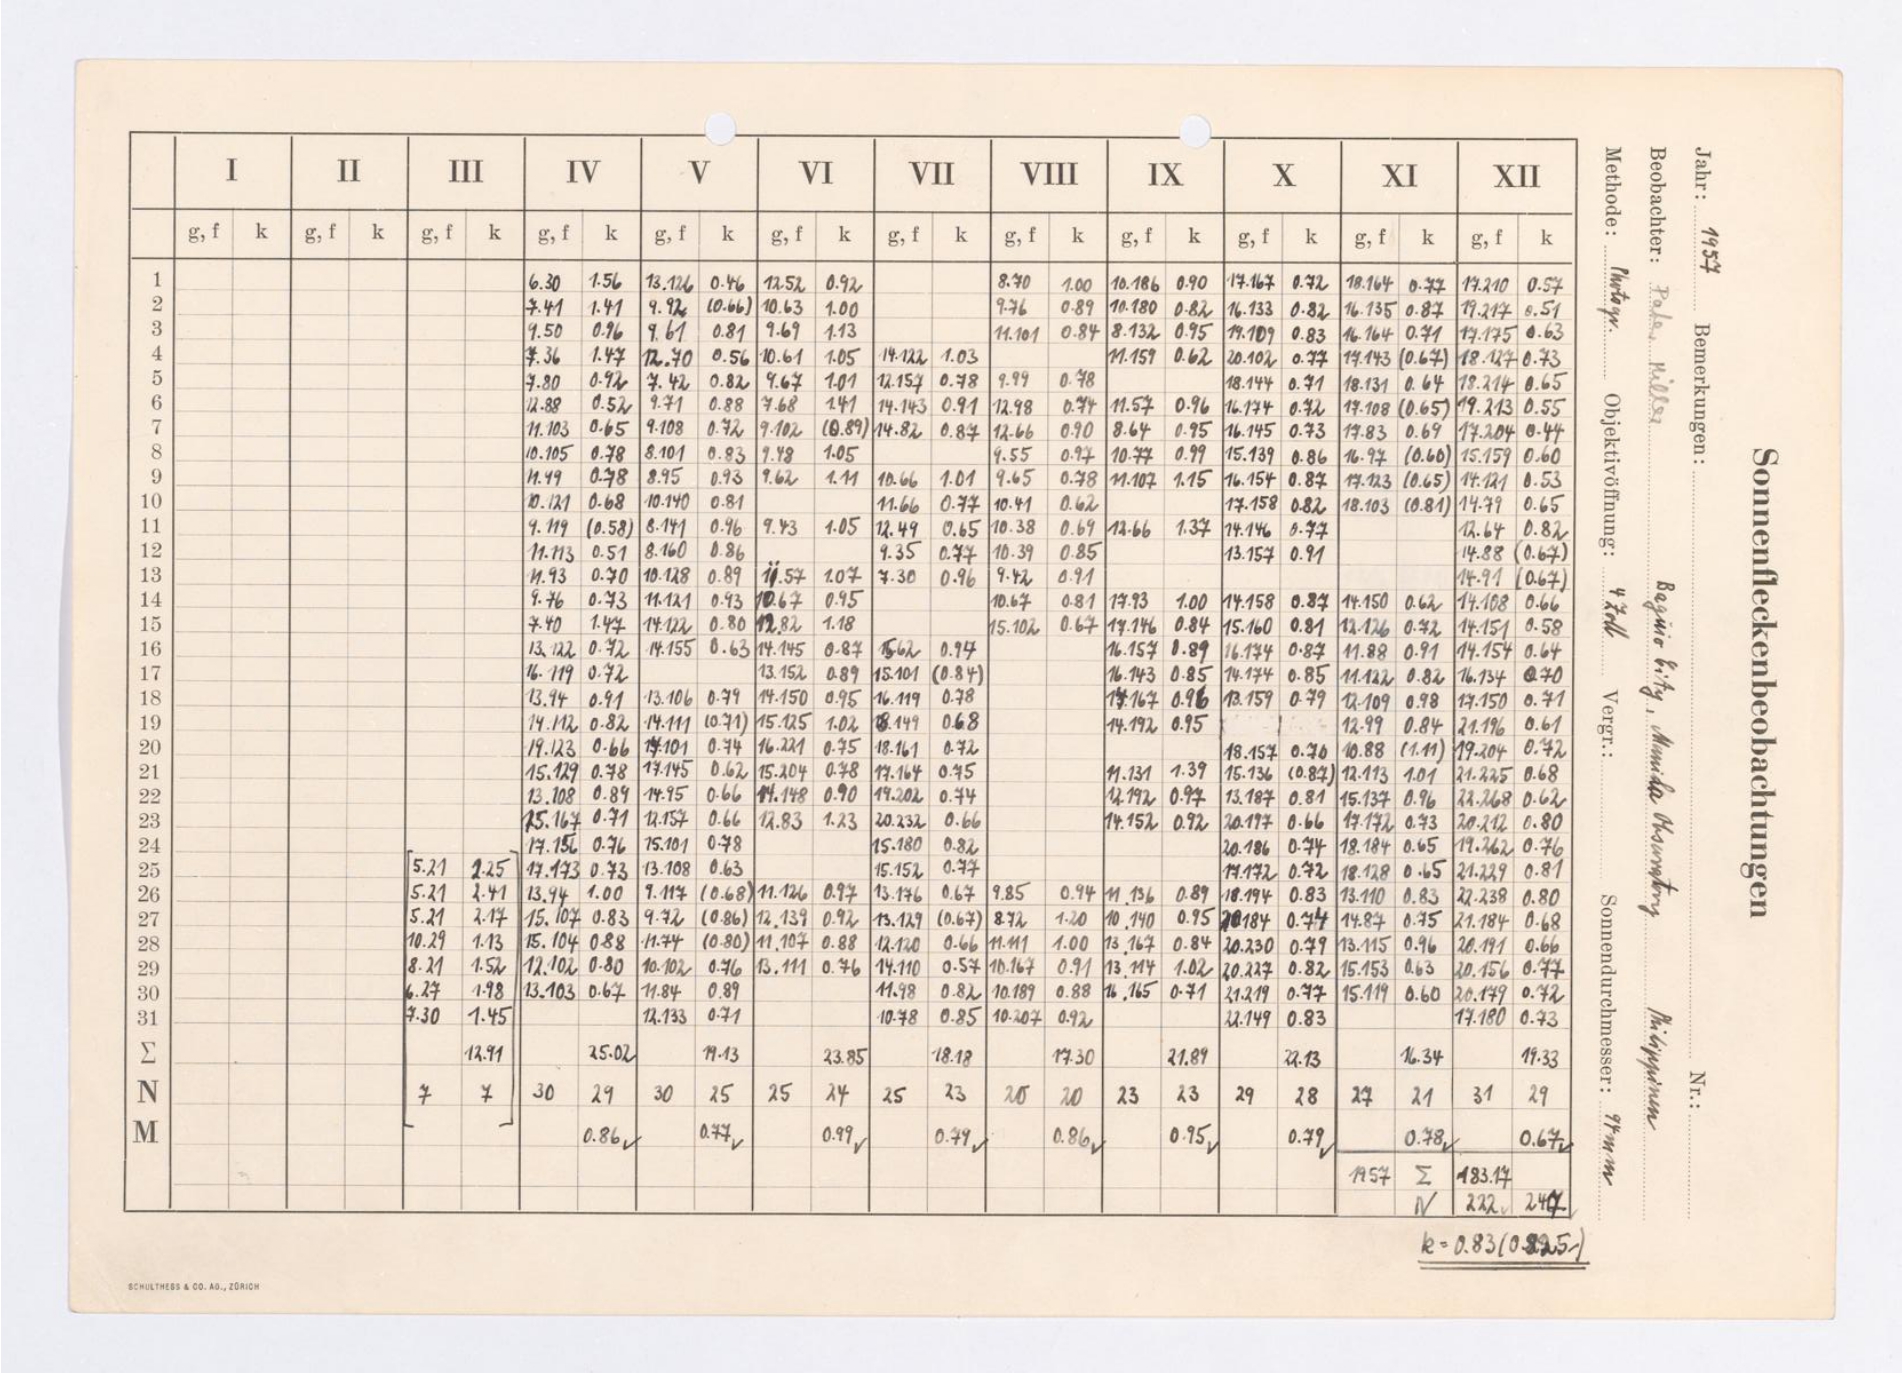 Sonnenfleckenbeobachtungen
Jahr: 1957 Bemerkungen: Nr.:
Beobachter: Pater Miller Baguio City, Manila Observatory Philippinen
Methode: Photogr. Objektivöffnung: 4 Zoll Vergr.: Sonnendurchmesser: 94mm
I II III IV V VI VII VIII IX X XI XII
g, f k g, f k g, f k g, f k g, f k g, f k g, f k g, f k g, f k g, f k g, f k g, f k
1 6.30 1.56 13.126 0.46 12.52 0.92 8.70 1.00 10.186 0.90 17.167 0.72 18.164 0.77 17.210 0.57
2 7.41 1.41 9.92 (0.66) 10.63 1.00 9.76 0.89 10.180 0.82 16.133 0.82 16.135 0.87 19.217 0.51
3 9.50 0.96 9.61 0.81 9.69 1.13 11.101 0.84 8.132 0.95 19.109 0.83 16.164 0.71 17.175 0.63
4 7.36 1.47 12.70 0.56 10.61 1.05 14.122 1.03 11.159 0.62 20.102 0.77 17.143 (0.67) 18.127 0.73
5 7.80 0.92 7.42 0.82 9.67 1.01 12.157 0.78 9.99 0.78 18.144 0.71 18.131 0.64 18.214 0.65
6 12.88 0.52 9.71 0.88 7.68 1.41 14.143 0.91 12.98 0.74 11.57 0.96 16.174 0.72 17.108 (0.65) 19.213 0.55
7 11.103 0.65 9.108 0.72 9.102 (0.89) 14.82 0.87 12.66 0.90 8.64 0.95 16.145 0.73 17.83 0.69 17.204 0.44
8 10.105 0.78 8.101 0.83 9.48 1.05 9.55 0.97 10.77 0.99 15.139 0.86 16.97 (0.60) 15.159 0.60
9 11.99 0.78 8.95 0.93 9.62 1.11 10.66 1.01 9.65 0.78 11.107 1.15 16.154 0.87 17.123 (0.65) 14.121 0.53
10 10.121 0.68 10.140 0.81 11.66 0.77 10.41 0.62 17.158 0.82 18.103 (0.81) 14.79 0.65
11 9.119 (0.58) 8.141 0.96 9.43 1.05 12.49 0.65 10.38 0.69 12.66 1.37 14.146 0.77 12.64 0.82
12 11.113 0.51 8.160 0.86 9.35 0.77 10.39 0.85 13.157 0.91 14.88 (0.67)
13 11.93 0.70 10.128 0.89 11.57 1.07 7.30 0.96 9.42 0.91 14.91 (0.67)
14 9.76 0.73 11.121 0.93 10.67 0.95 10.67 0.81 17.93 1.00 14.158 0.87 14.150 0.62 14.108 0.66
15 7.40 1.47 14.122 0.80 12.82 1.18 15.102 0.67 17.146 0.84 15.160 0.81 12.126 0.72 14.151 0.58
16 13.122 0.72 14.155 0.63 14.145 0.87 15.62 0.94 16.157 0.89 16.174 0.87 11.88 0.91 14.154 0.64
17 16.119 0.72 13.152 0.89 15.101 (0.84) 16.143 0.85 14.174 0.85 11.122 0.82 16.134 0.70
18 13.94 0.91 13.106 0.79 14.150 0.95 16.119 0.78 14.167 0.96 13.159 0.79 12.109 0.98 17.150 0.71
19 14.112 0.82 14.111 (0.71) 15.125 1.02 18.149 0.68 14.192 0.95 12.99 0.84 21.196 0.61
20 19.123 0.66 17.101 0.74 16.221 0.75 18.161 0.72 18.157 0.70 10.88 (1.11) 19.204 0.72
21 15.129 0.78 17.145 0.62 15.204 0.78 17.164 0.75 11.131 1.39 15.136 (0.87) 12.113 1.01 21.225 0.68
22 13.108 0.89 14.95 0.66 14.148 0.90 19.202 0.74 12.192 0.97 13.187 0.81 15.137 0.96 22.268 0.62
23 15.167 0.71 12.157 0.66 12.83 1.23 20.232 0.66 14.152 0.92 20.197 0.66 17.172 0.73 20.212 0.80
24 17.156 0.76 15.101 0.78 15.180 0.82 20.186 0.74 18.184 0.65 19.262 0.76
25 5.21 2.25 17.173 0.73 13.108 0.63 15.152 0.77 17.172 0.72 18.128 0.65 21.229 0.81
26 5.21 2.41 13.94 1.00 9.117 (0.68) 11.126 0.97 13.176 0.67 9.85 0.94 11.136 0.89 18.194 0.83 13.110 0.83 22.238 0.80
27 5.21 2.17 15.107 0.83 9.72 (0.86) 12.139 0.92 13.129 (0.67) 8.72 1.20 10.140 0.95 20.184 0.74 14.87 0.75 21.184 0.68
28 10.29 1.13 15.104 0.88 11.74 (0.80) 11.107 0.88 12.120 0.66 11.111 1.00 13.167 0.84 20.230 0.79 13.115 0.96 20.191 0.66
29 8.21 1.52 12.102 0.80 10.102 0.76 13.111 0.76 14.110 0.57 10.167 0.91 13.114 1.02 20.227 0.82 15.153 0.63 20.156 0.77
30 6.27 1.98 13.103 0.67 11.84 0.89 11.98 0.82 10.189 0.88 16.165 0.71 21.219 0.77 15.119 0.60 20.179 0.72
31 7.30 1.45 12.133 0.71 10.78 0.85 10.207 0.92 22.149 0.83 17.180 0.73
Σ 12.91 25.02 19.13 23.85 18.18 17.30 21.89 22.13 16.34 19.33
N 7 7 30 29 30 25 25 24 25 23 20 20 23 23 29 28 27 21 31 29
M 0.86 0.77 0.99 0.79 0.86 0.95 0.79 0.78 0.67
1957 Σ 183.17
N 222 247
k = 0.83 (0.825)
SCHULTHESS & CO. AG., ZÜRICH